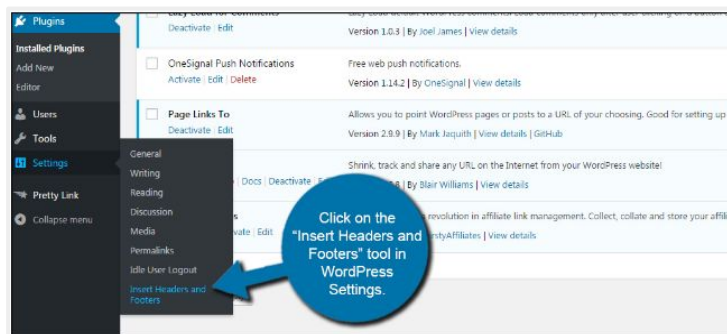 Plugins
Installed Plugins
Add New
Editor
Users
Tools
Settings
Pretty Link
Collapse menu
General
Writing
Reading
Discussion
Media
Permalinks
Idle User Logout
Insert Headers and
Footers
Lazy Load for Comments
Deactivate | Edit
Version 1.0.3 | By Joel James | View details
OneSignal Push Notifications
Activate | Edit | Delete
Free web push notifications.
Version 1.14.2 | By OneSignal | View details
Page Links To
Deactivate | Edit
Allows you to point WordPress pages or posts to a URL of your choosing. Good for setting up
Version 2.9.9 | By Mark Jaquith | View details | GitHub
Docs | Deactivate
Shrink, track and share any URL on the Internet from your WordPress website!
By Blair Williams | View details
Edit
revolution in affiliate link management. Collect, collate and store your
View details
Click on the
“Insert Headers and
Footers” tool in
WordPress
Settings.